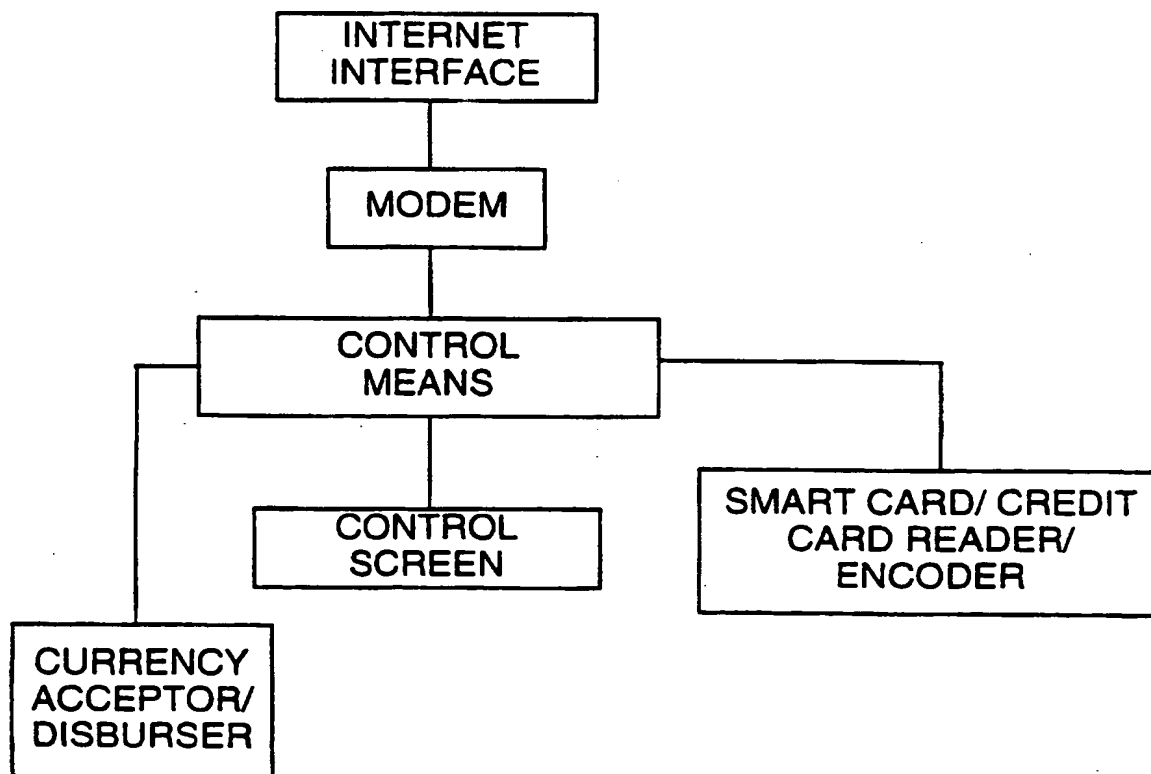 INTERNET
INTERFACE
MODEM
CONTROL
MEANS
CONTROL
SCREEN
SMART CARD/ CREDIT
CARD READER/
ENCODER
CURRENCY
ACCEPTOR/
DISBURSER